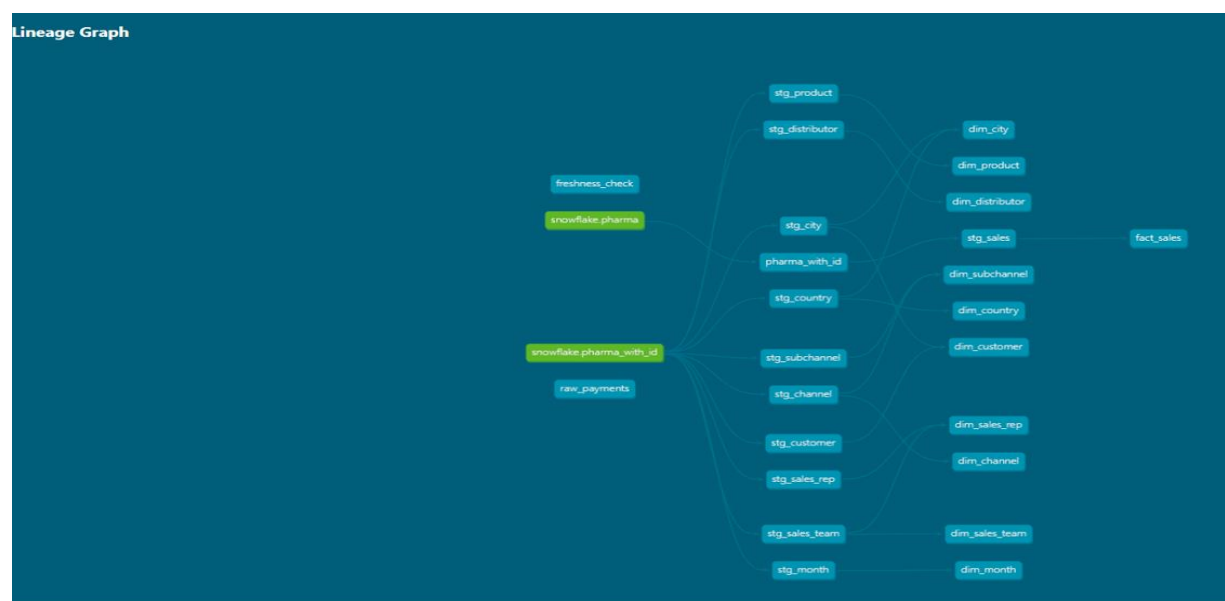 Lineage Graph
stg_product
stg_distributor
dim_city
dim_product
freshness_check
dim_distributor
snowflake.pharma
stg_city
stg_sales
fact_sales
pharma_with_id
dim_subchannel
stg_country
dim_country
snowflake.pharma_with_id
stg_subchannel
dim_customer
raw_payments
stg_channel
dim_sales_rep
stg_customer
dim_channel
stg_sales_rep
stg_sales_team
dim_sales_team
stg_month
dim_month